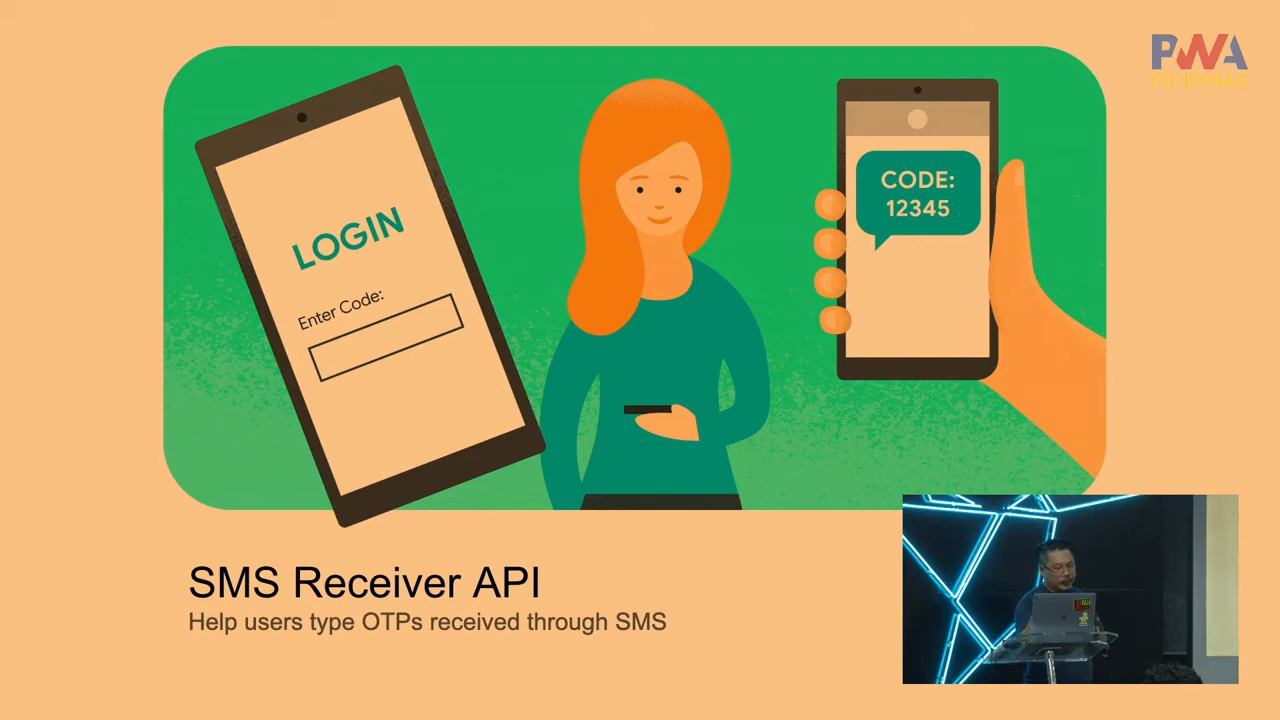 PWA
PILIPINAS
LOGIN
Enter Code:
CODE:
12345
SMS Receiver API
Help users type OTPs received through SMS